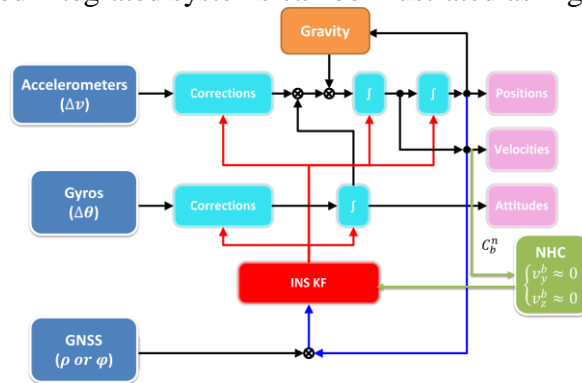 Gravity
Accelerometers
(Δv)
Corrections
∫
∫
Positions
Velocities
Gyros
(Δθ)
Corrections
∫
Attitudes
C_b^n
NHC
{v_y^b ≈ 0
v_z^b ≈ 0
INS KF
GNSS
(ρ or φ)